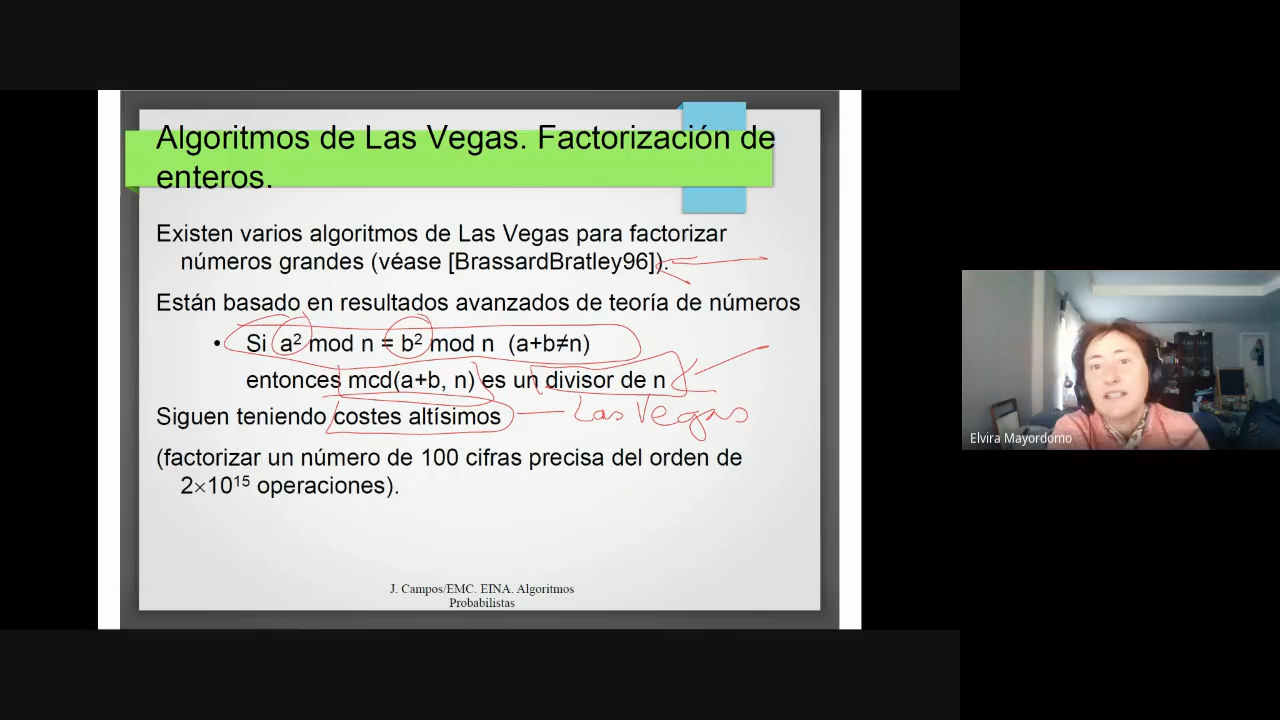 Algoritmos de Las Vegas. Factorización de
enteros.
Existen varios algoritmos de Las Vegas para factorizar
números grandes (véase [BrassardBratley96]).
Están basado en resultados avanzados de teoría de números
• Si a² mod n = b² mod n (a+b≠n)
entonces mcd(a+b, n) es un divisor de n
Siguen teniendo costes altísimos — Las Vegas
(factorizar un número de 100 cifras precisa del orden de
2×10¹⁵ operaciones).
J. Campos/EMC. EINA. Algoritmos
Probabilistas
Elvira Mayordomo